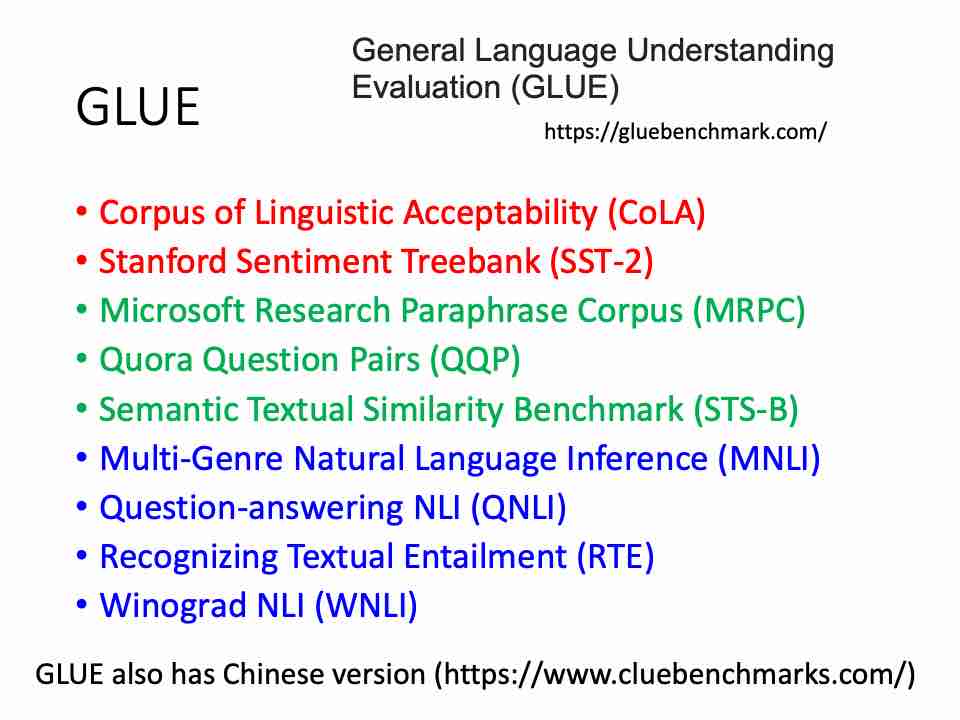 General Language Understanding
Evaluation (GLUE)
GLUE
https://gluebenchmark.com/
• Corpus of Linguistic Acceptability (CoLA)
• Stanford Sentiment Treebank (SST-2)
• Microsoft Research Paraphrase Corpus (MRPC)
• Quora Question Pairs (QQP)
• Semantic Textual Similarity Benchmark (STS-B)
• Multi-Genre Natural Language Inference (MNLI)
• Question-answering NLI (QNLI)
• Recognizing Textual Entailment (RTE)
• Winograd NLI (WNLI)
GLUE also has Chinese version (https://www.cluebenchmarks.com/)